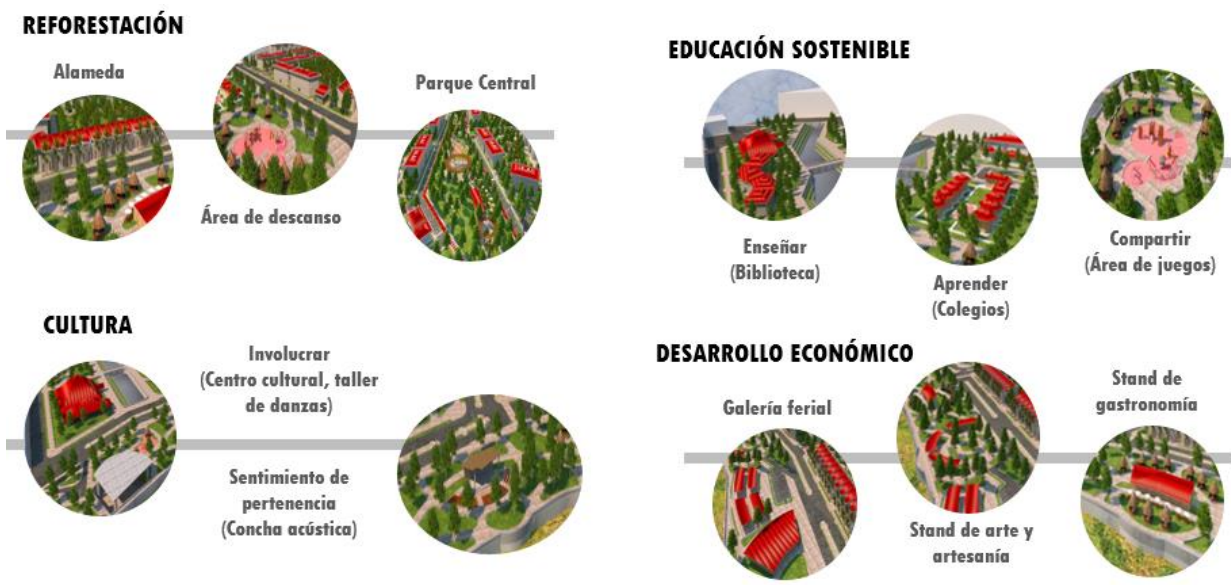 REFORESTACIÓN
Alameda
Área de descanso
Parque Central
EDUCACIÓN SOSTENIBLE
Enseñar
(Biblioteca)
Aprender
(Colegios)
Compartir
(Área de juegos)
CULTURA
Involucrar
(Centro cultural, taller
de danzas)
Sentimiento de
pertenencia
(Concha acústica)
DESARROLLO ECONÓMICO
Galería ferial
Stand de arte y
artesanía
Stand de
gastronomía